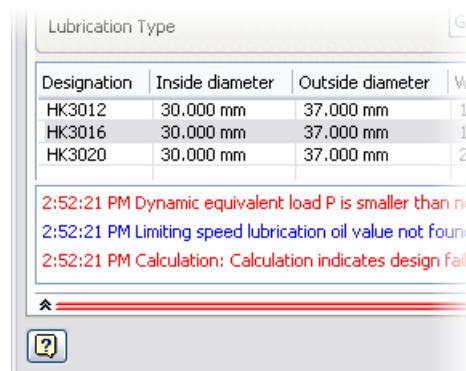 Lubrication Type
Designation Inside diameter Outside diameter
HK3012 30.000 mm 37.000 mm
HK3016 30.000 mm 37.000 mm
HK3020 30.000 mm 37.000 mm
2:52:21 PM Dynamic equivalent load P is smaller than
2:52:21 PM Limiting speed lubrication oil value not
2:52:21 PM Calculation: Calculation indicates design
?